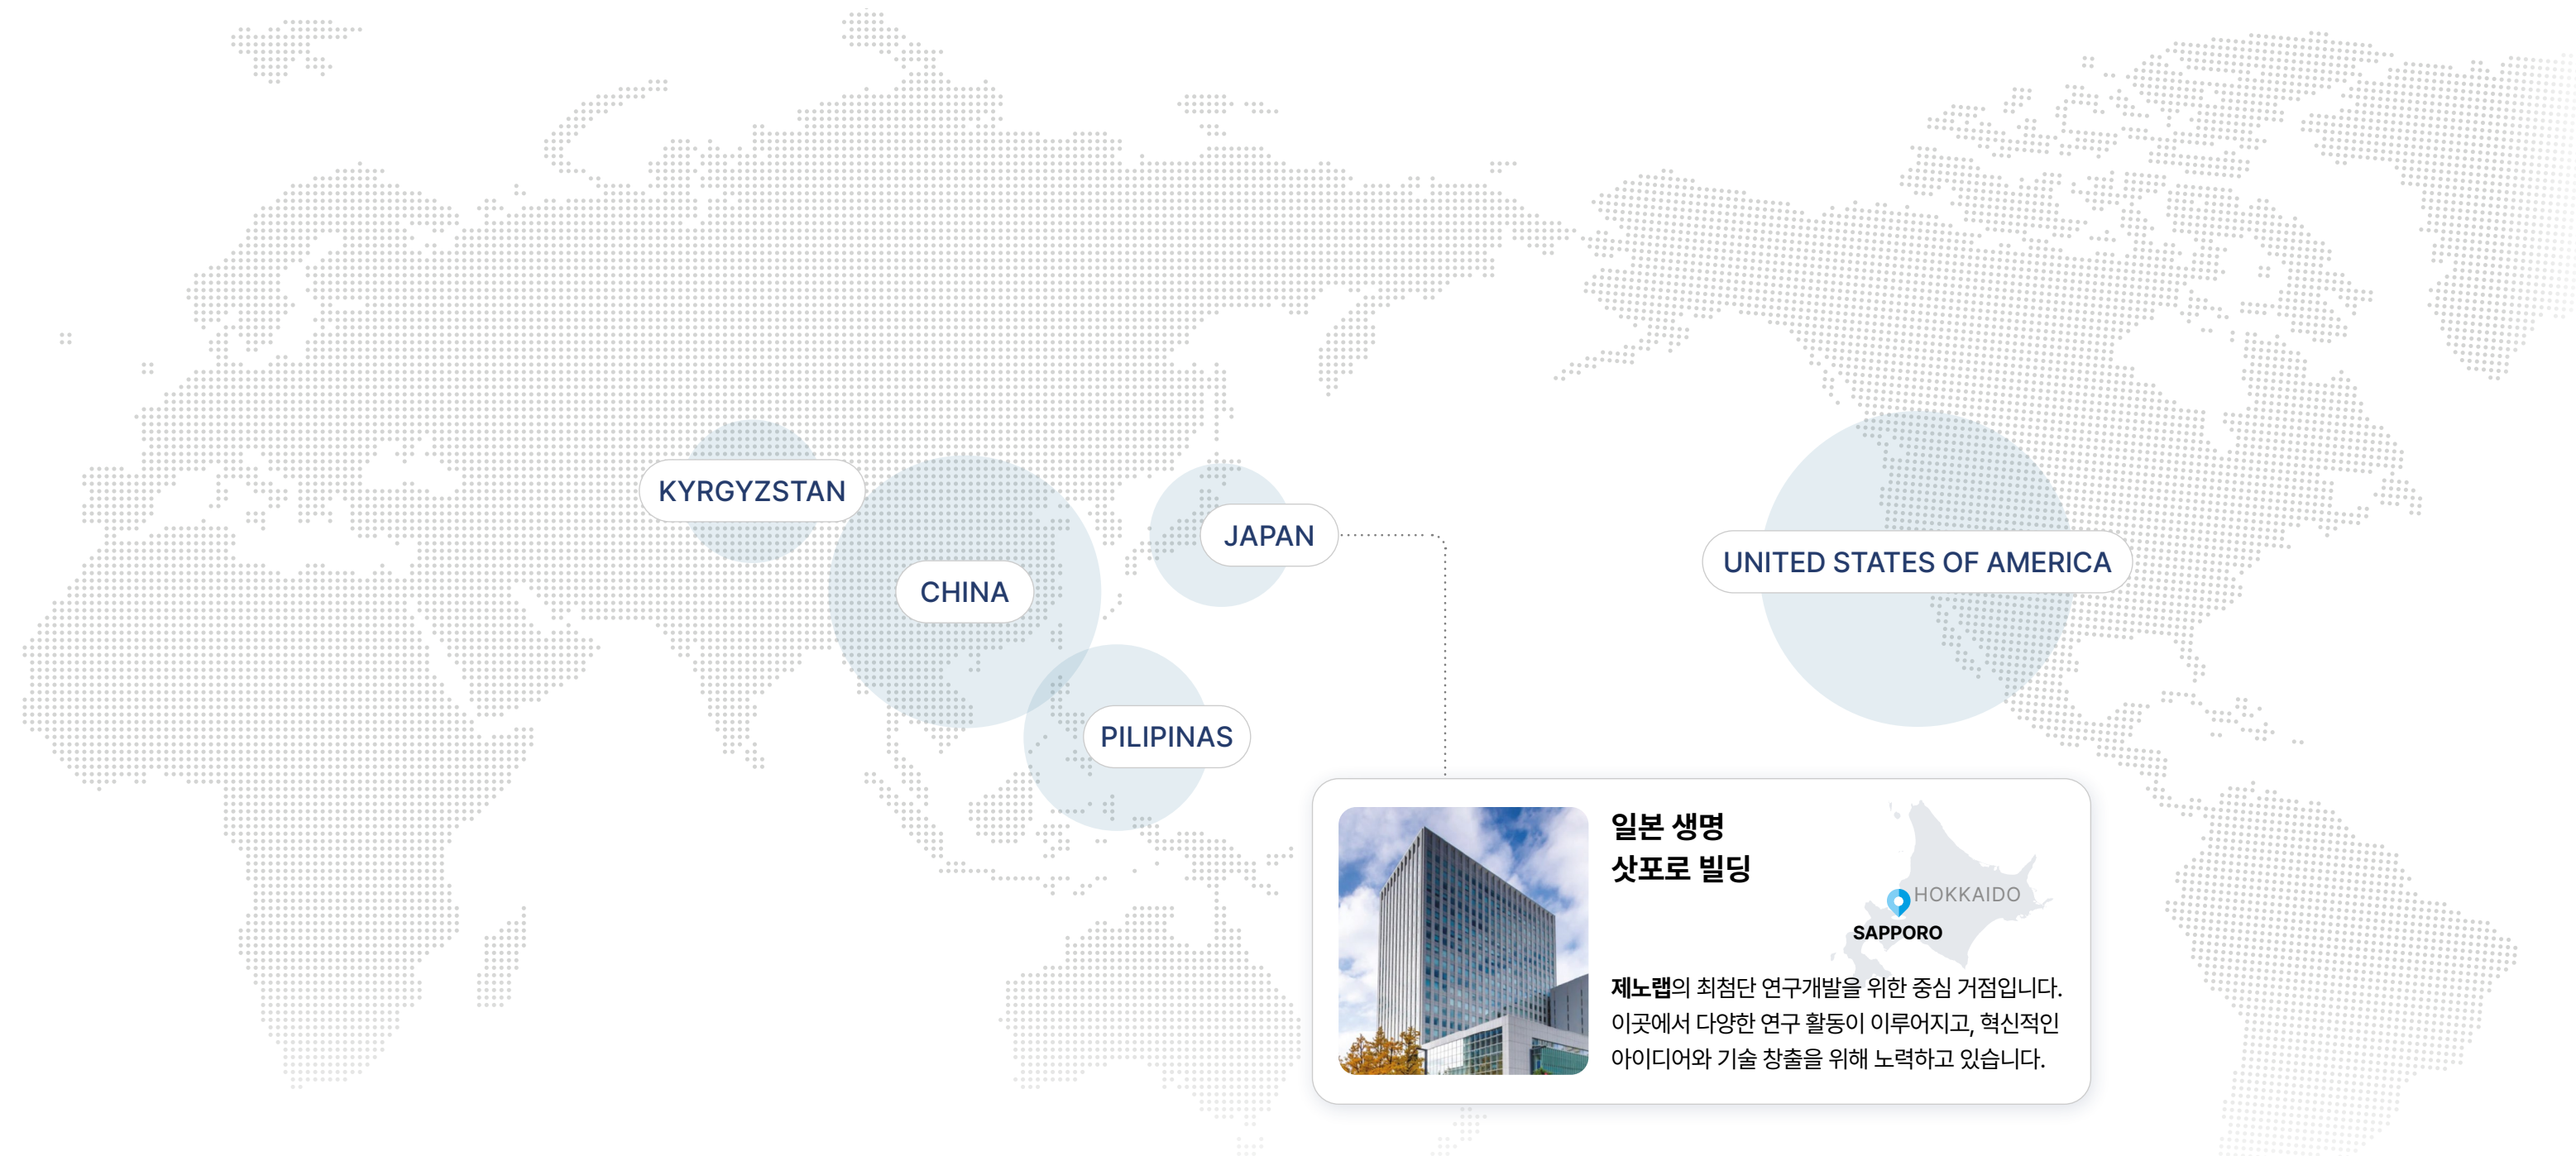 KYRGYZSTAN
JAPAN
UNITED STATES OF AMERICA
CHINA
PILIPINAS
일본 생명
삿포로 빌딩
HOKKAIDO
SAPPORO
제노랩의 최첨단 연구개발을 위한 중심 거점입니다.
이곳에서 다양한 연구 활동이 이루어지고, 혁신적인
아이디어와 기술 창출을 위해 노력하고 있습니다.